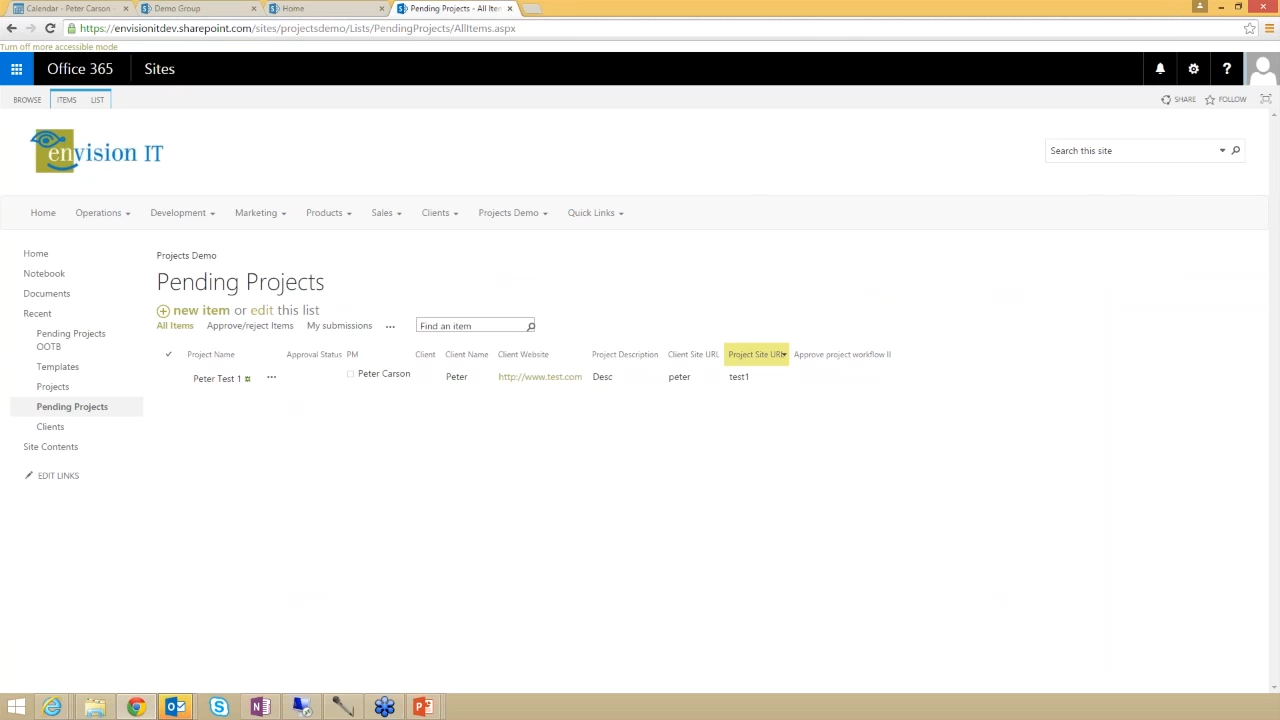 Calendar - Peter Carson - Demo Group Home Pending Projects - All Iten
https://envisionitdev.sharepoint.com/sites/projectsdemo/Lists/PendingProjects/AllItems.aspx
Turn off more accessible mode
Office 365 Sites ?
BROWSE ITEMS LIST SHARE FOLLOW
envision IT
Search this site
Home Operations Development Marketing Products Sales Clients Projects Demo Quick Links
Home
Notebook
Documents
Recent
Pending Projects
OOTB
Templates
Projects
Pending Projects
Clients
Site Contents
EDIT LINKS
Projects Demo
Pending Projects
new item or edit this list
All Items Approve/reject Items My submissions ... Find an item
Project Name Approval Status PM Client Client Name Client Website Project Description Client Site URL Project Site URL Approve project workflow II
Peter Test 1 ... Peter Carson Peter http://www.test.com Desc peter test1